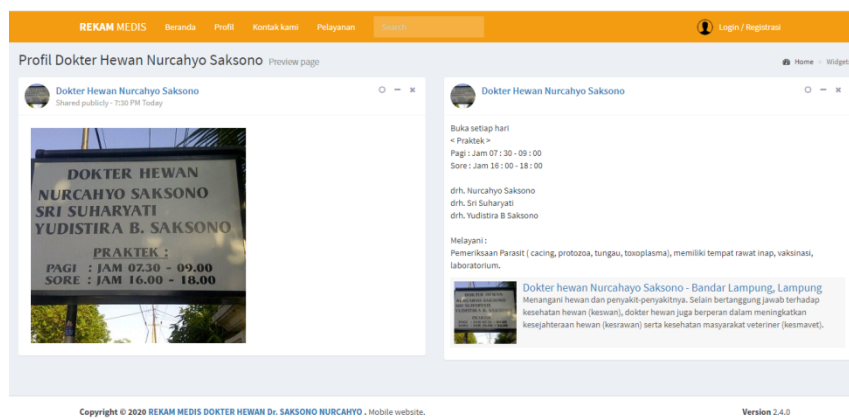 REKAM MEDIS Beranda Profil Kontak kami Pelayanan Search Login / Registrasi
Profil Dokter Hewan Nurcahyo Saksono Preview page
Home > Widgets
Dokter Hewan Nurcahyo Saksono
Shared publicly - 7:30 PM Today
DOKTER HEWAN
NURCAHYO SAKSONO
SRI SUHARYATI
YUDISTIRA B. SAKSONO
PRAKTEK :
PAGI : JAM 07.30 - 09.00
SORE : JAM 16.00 - 18.00
Dokter Hewan Nurcahyo Saksono
Buka setiap hari
< Praktek >
Pagi : Jam 07 : 30 - 09 : 00
Sore : Jam 16 : 00 - 18 : 00
drh. Nurcahyo Saksono
drh. Sri Suharyati
drh. Yudistira B Saksono
Melayani :
Pemeriksaan Parasit ( cacing, protozoa, tungau, toxoplasma), memiliki tempat rawat inap, vaksinasi,
laboratorium.
Dokter hewan Nurcahayo Saksono - Bandar Lampung, Lampung
Menangani hewan dan penyakit-penyakitnya. Selain bertanggung jawab terhadap
kesehatan hewan (keswan), dokter hewan juga berperan dalam meningkatkan
kesejahteraan hewan (kesrawan) serta kesehatan masyarakat veteriner (kesmavet).
Copyright © 2020 REKAM MEDIS DOKTER HEWAN Dr. SAKSONO NURCAHYO . Mobile website.
Version 2.4.0